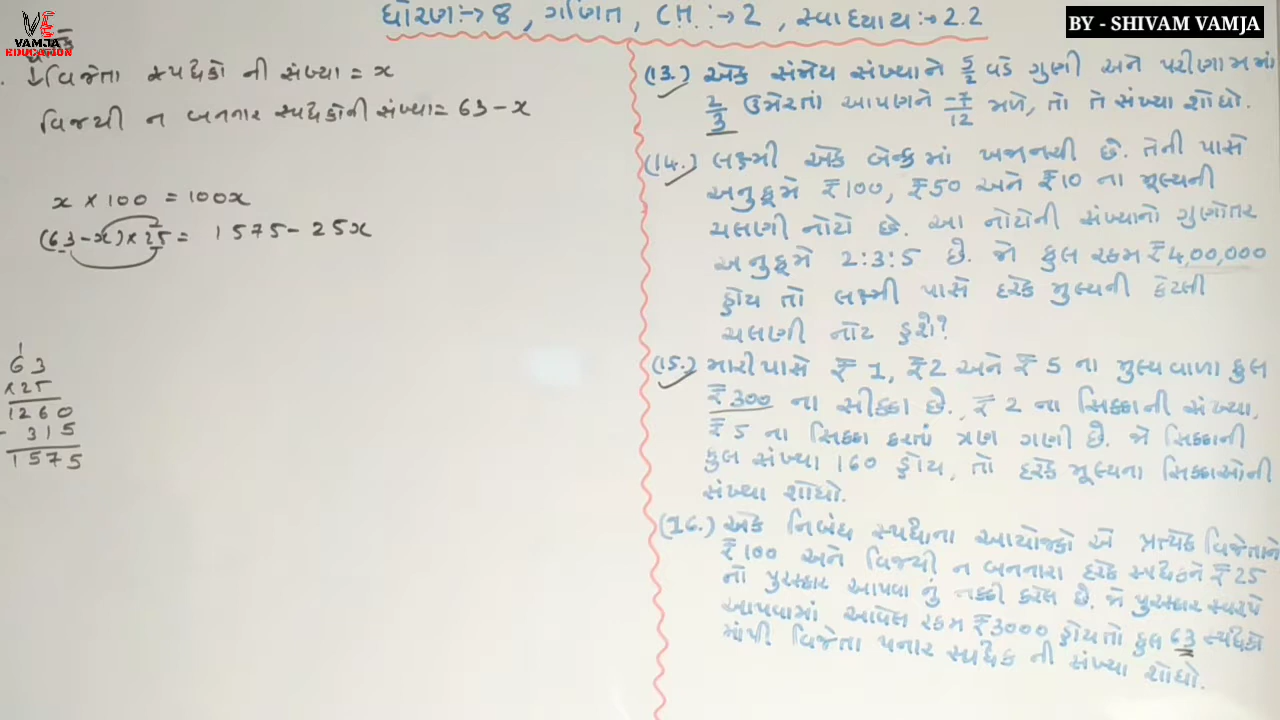 ધોરણ:→8, ગણિત, CH.:→2, સ્વાધ્યાય:→2.2
BY - SHIVAM VAMJA
VE
VAMJA
EDUCATION
વિજેતા સ્પર્ધકો ની સંખ્યા = x
વિજયી ન બનનાર સ્પર્ધકોની સંખ્યા = 63 - x
x × 100 = 100x
(63 - x) × 25 = 1575 - 25x
1
63
×25
1260
315
1575
(13.) એક સંમેય સંખ્યાને 5/2 વડે ગુણી અને પરીણામમાં
2/3 ઉમેરતાં આપણને -7/12 મળે, તો તે સંખ્યા શોધો.
(14.) લક્ષ્મી એક બેન્કમાં ખજાનચી છે. તેની પાસે
અનુક્રમે ₹100, ₹50 અને ₹10 ના મૂલ્યની
ચલણી નોટો છે. આ નોટોની સંખ્યાનો ગુણોતર
અનુક્રમે 2:3:5 છે. જો કુલ રકમ ₹4,00,000
હોય તો લક્ષ્મી પાસે દરેક મુલ્યની કેટલી
ચલણી નોટ હશે?
(15.) મારી પાસે ₹1, ₹2 અને ₹5 ના મુલ્યવાળા કુલ
₹300 ના સીક્કા છે. ₹2 ના સિક્કાની સંખ્યા,
₹5 ના સિક્કા કરતાં ત્રણ ગણી છે. જો સિક્કાની
કુલ સંખ્યા 160 હોય, તો દરેક મૂલ્યના સિક્કાઓની
સંખ્યા શોધો.
(16.) એક નિબંધ સ્પર્ધાના આયોજકો એ પ્રત્યેક વિજેતાને
₹100 અને વિજયી ન બનનારા દરેક સ્પર્ધકને ₹25
નો પુરસ્કાર આપવા નું નક્કી કરેલ છે. જો પુરસ્કાર સ્વરૂપે
આપવામાં આવેલ રકમ ₹3000 હોય તો કુલ 63 સ્પર્ધકો
માંથી વિજેતા બનાર સ્પર્ધક ની સંખ્યા શોધો.